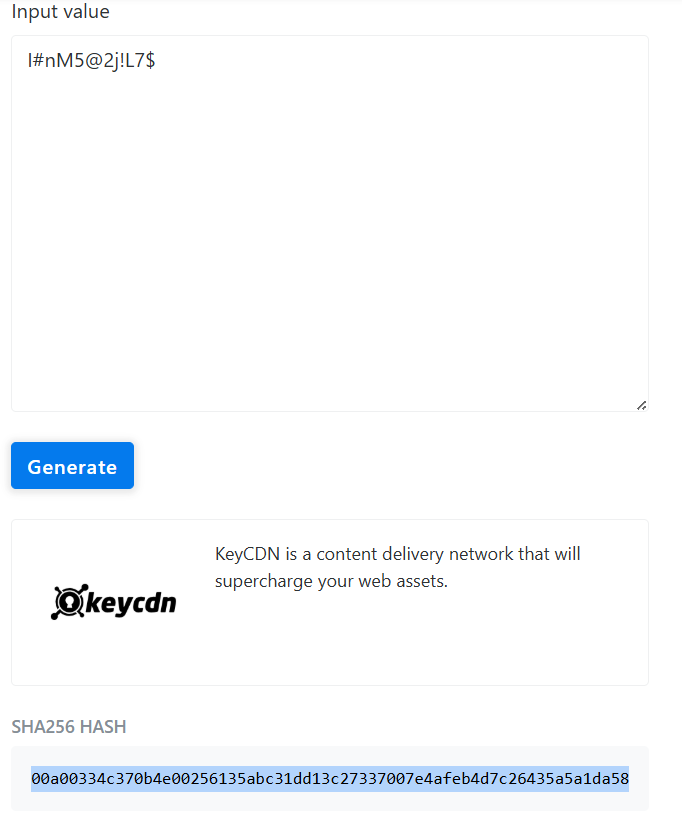 Input value
l#nM5@2j!L7$
Generate
KeyCDN is a content delivery network that will
supercharge your web assets.
keycdn
SHA256 HASH
00a00334c370b4e00256135abc31dd13c27337007e4afeb4d7c26435a5a1da58